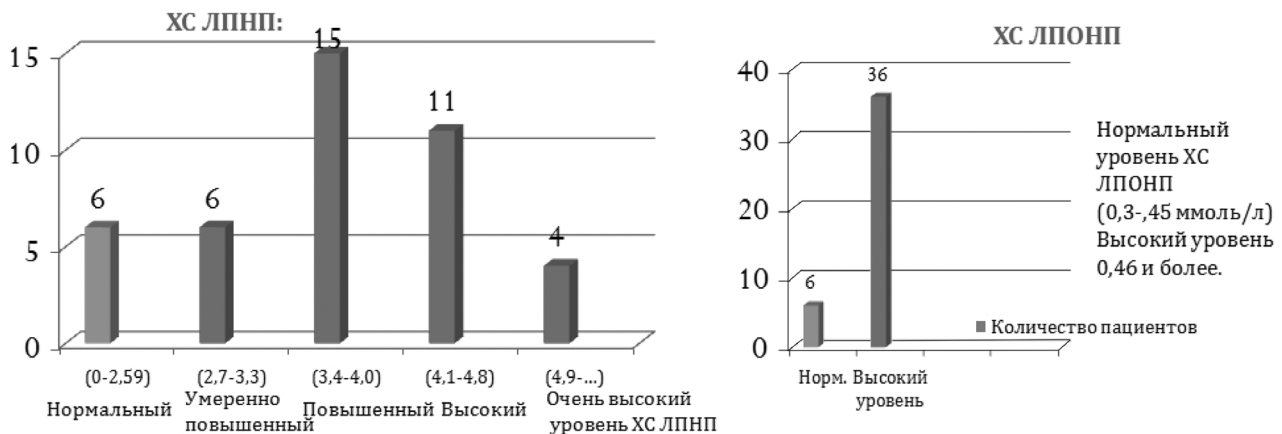 ХС ЛПНП:
15
10
5
0
6
6
15
11
4
(0-2,59)
(2,7-3,3)
(3,4-4,0)
(4,1-4,8)
(4,9-...)
Нормальный
Умеренно
повышенный
Повышенный
Высокий
Очень высокий
уровень ХС ЛПНП
ХС ЛПОНП
40
30
20
10
0
6
36
Норм.
Высокий
уровень
Нормальный
уровень ХС
ЛПОНП
(0,3-,45 ммоль/л)
Высокий уровень
0,46 и более.
Количество пациентов